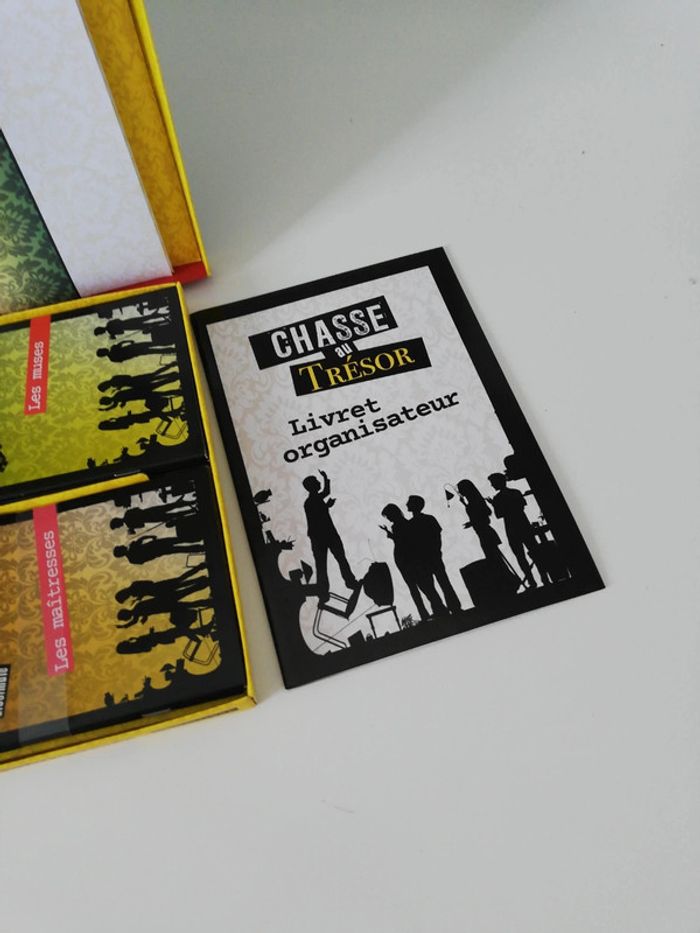 Les muses
Les maîtresses
CHASSE
au
TRÉSOR
Livret
organisateur